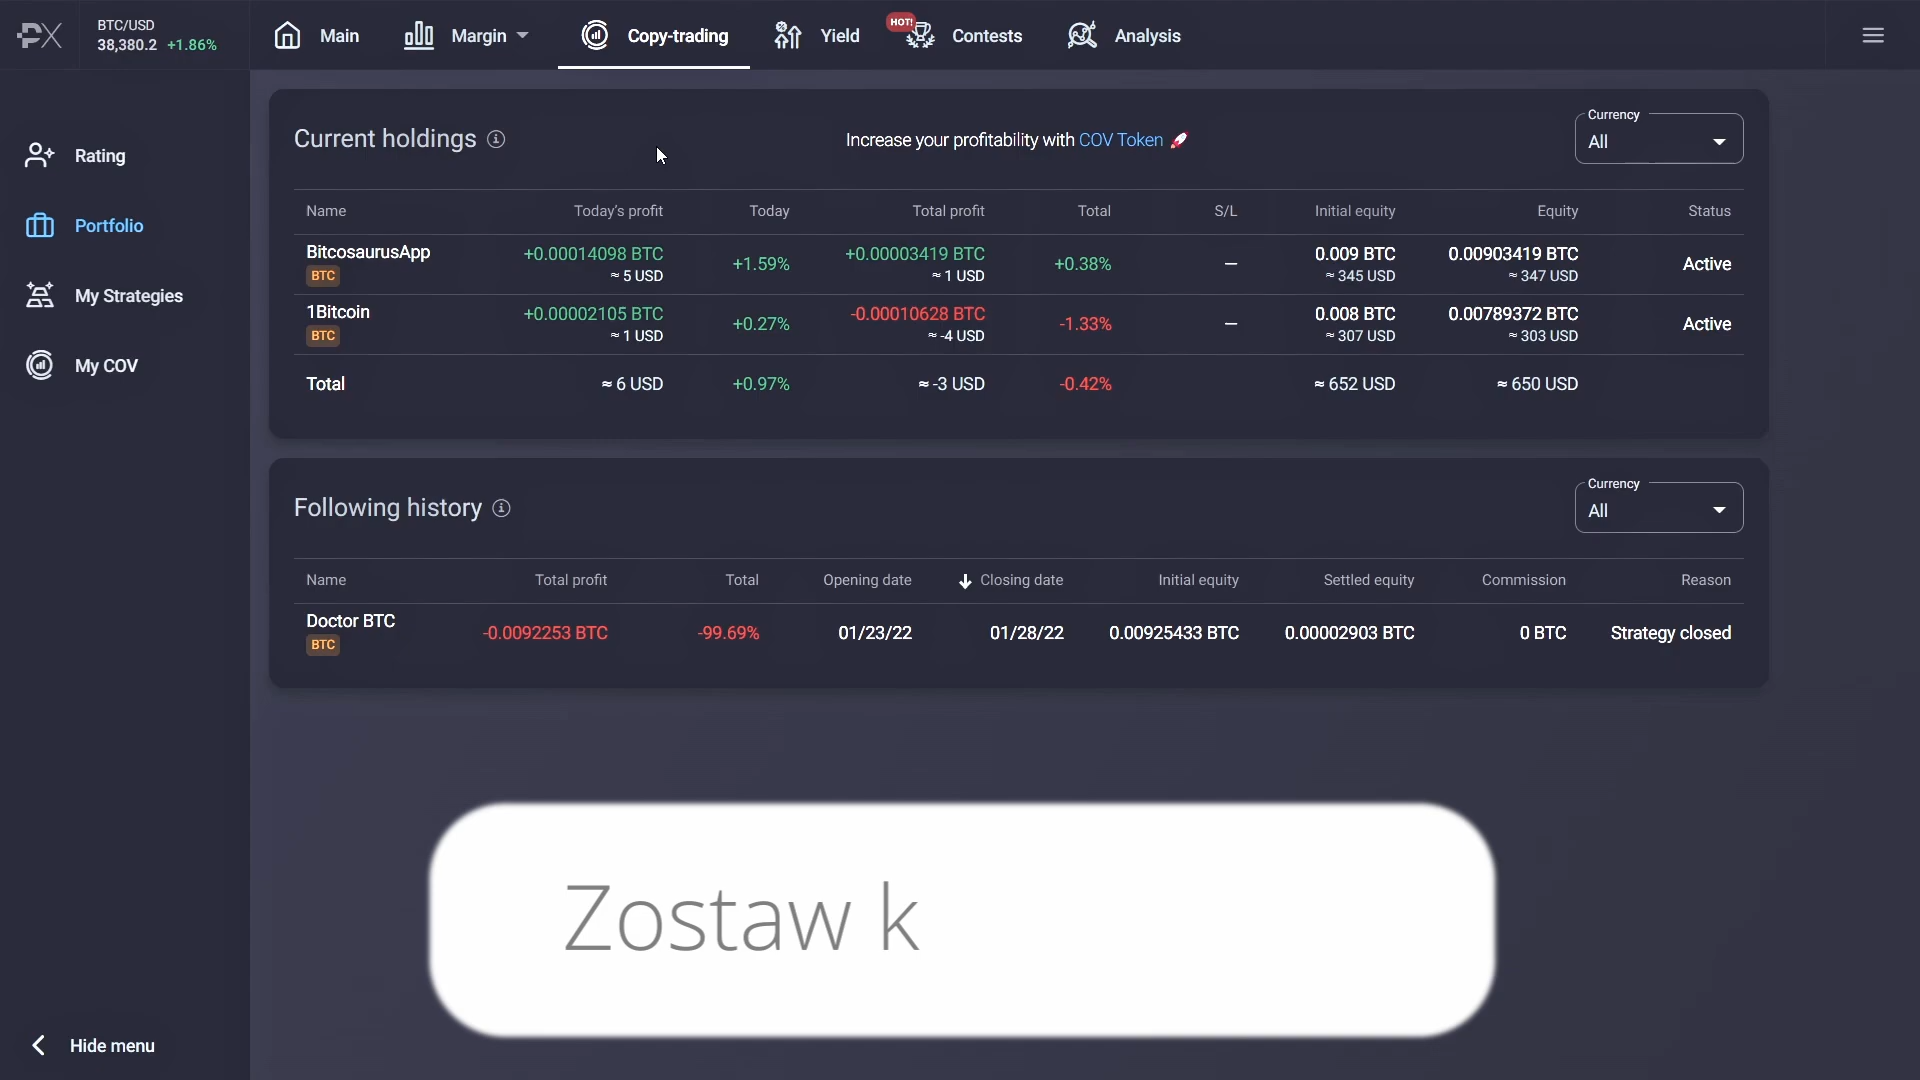 PX
BTC/USD
38,380.2 +1.86%
Main
Margin
Copy-trading
Yield
HOT!
Contests
Analysis
Rating
Portfolio
My Strategies
My COV
Hide menu
Current holdings
Increase your profitability with COV Token
Currency
All
Name Today's profit Today Total profit Total S/L Initial equity Equity Status
BitcosaurusApp +0.00014098 BTC +1.59% +0.00003419 BTC +0.38% — 0.009 BTC 0.00903419 BTC Active
BTC ≈ 5 USD ≈ 1 USD ≈ 345 USD ≈ 347 USD
1Bitcoin +0.00002105 BTC +0.27% -0.00010628 BTC -1.33% — 0.008 BTC 0.00789372 BTC Active
BTC ≈ 1 USD ≈ -4 USD ≈ 307 USD ≈ 303 USD
Total ≈ 6 USD +0.97% ≈ -3 USD -0.42% ≈ 652 USD ≈ 650 USD
Following history
Currency
All
Name Total profit Total Opening date Closing date Initial equity Settled equity Commission Reason
Doctor BTC -0.0092253 BTC -99.69% 01/23/22 01/28/22 0.00925433 BTC 0.00002903 BTC 0 BTC Strategy closed
BTC
Zostaw k